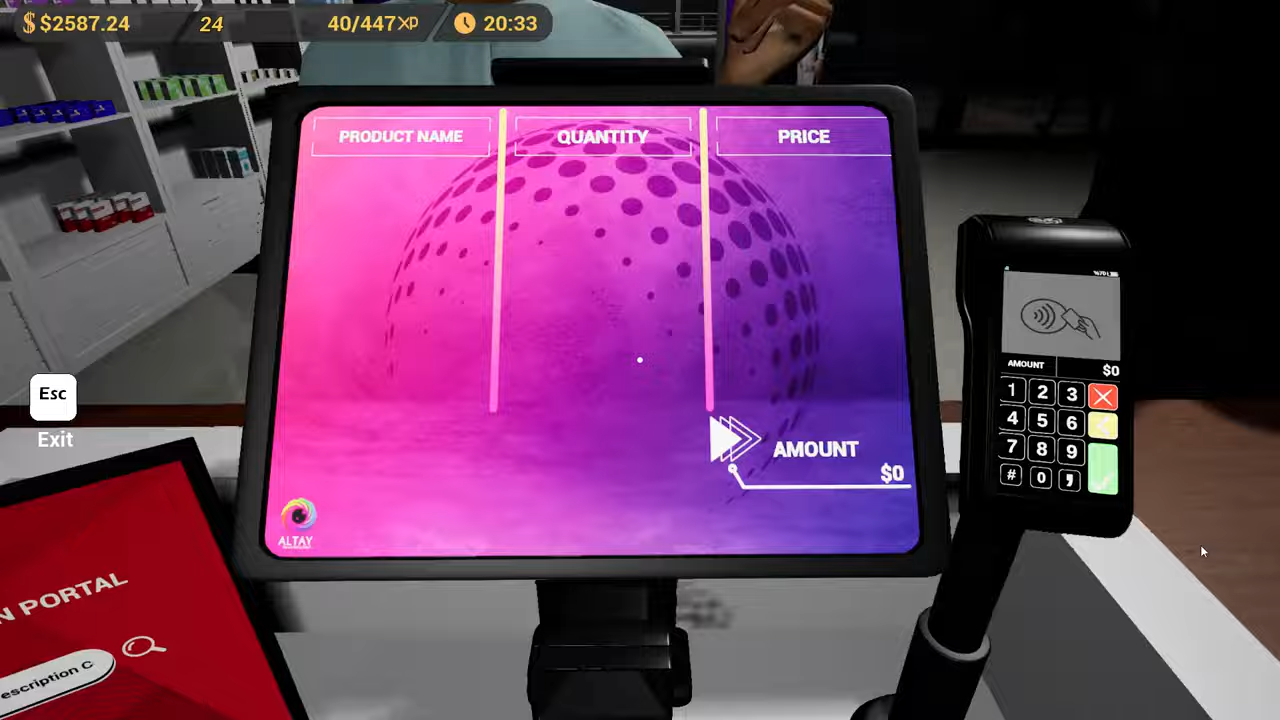 $2587.24
24
40/447XP
20:33
PRODUCT NAME
QUANTITY
PRICE
AMOUNT
$0
ALTAY
Esc
Exit
N PORTAL
escription C
AMOUNT
$0
1 2 3
4 5 6
7 8 9
# 0 ,